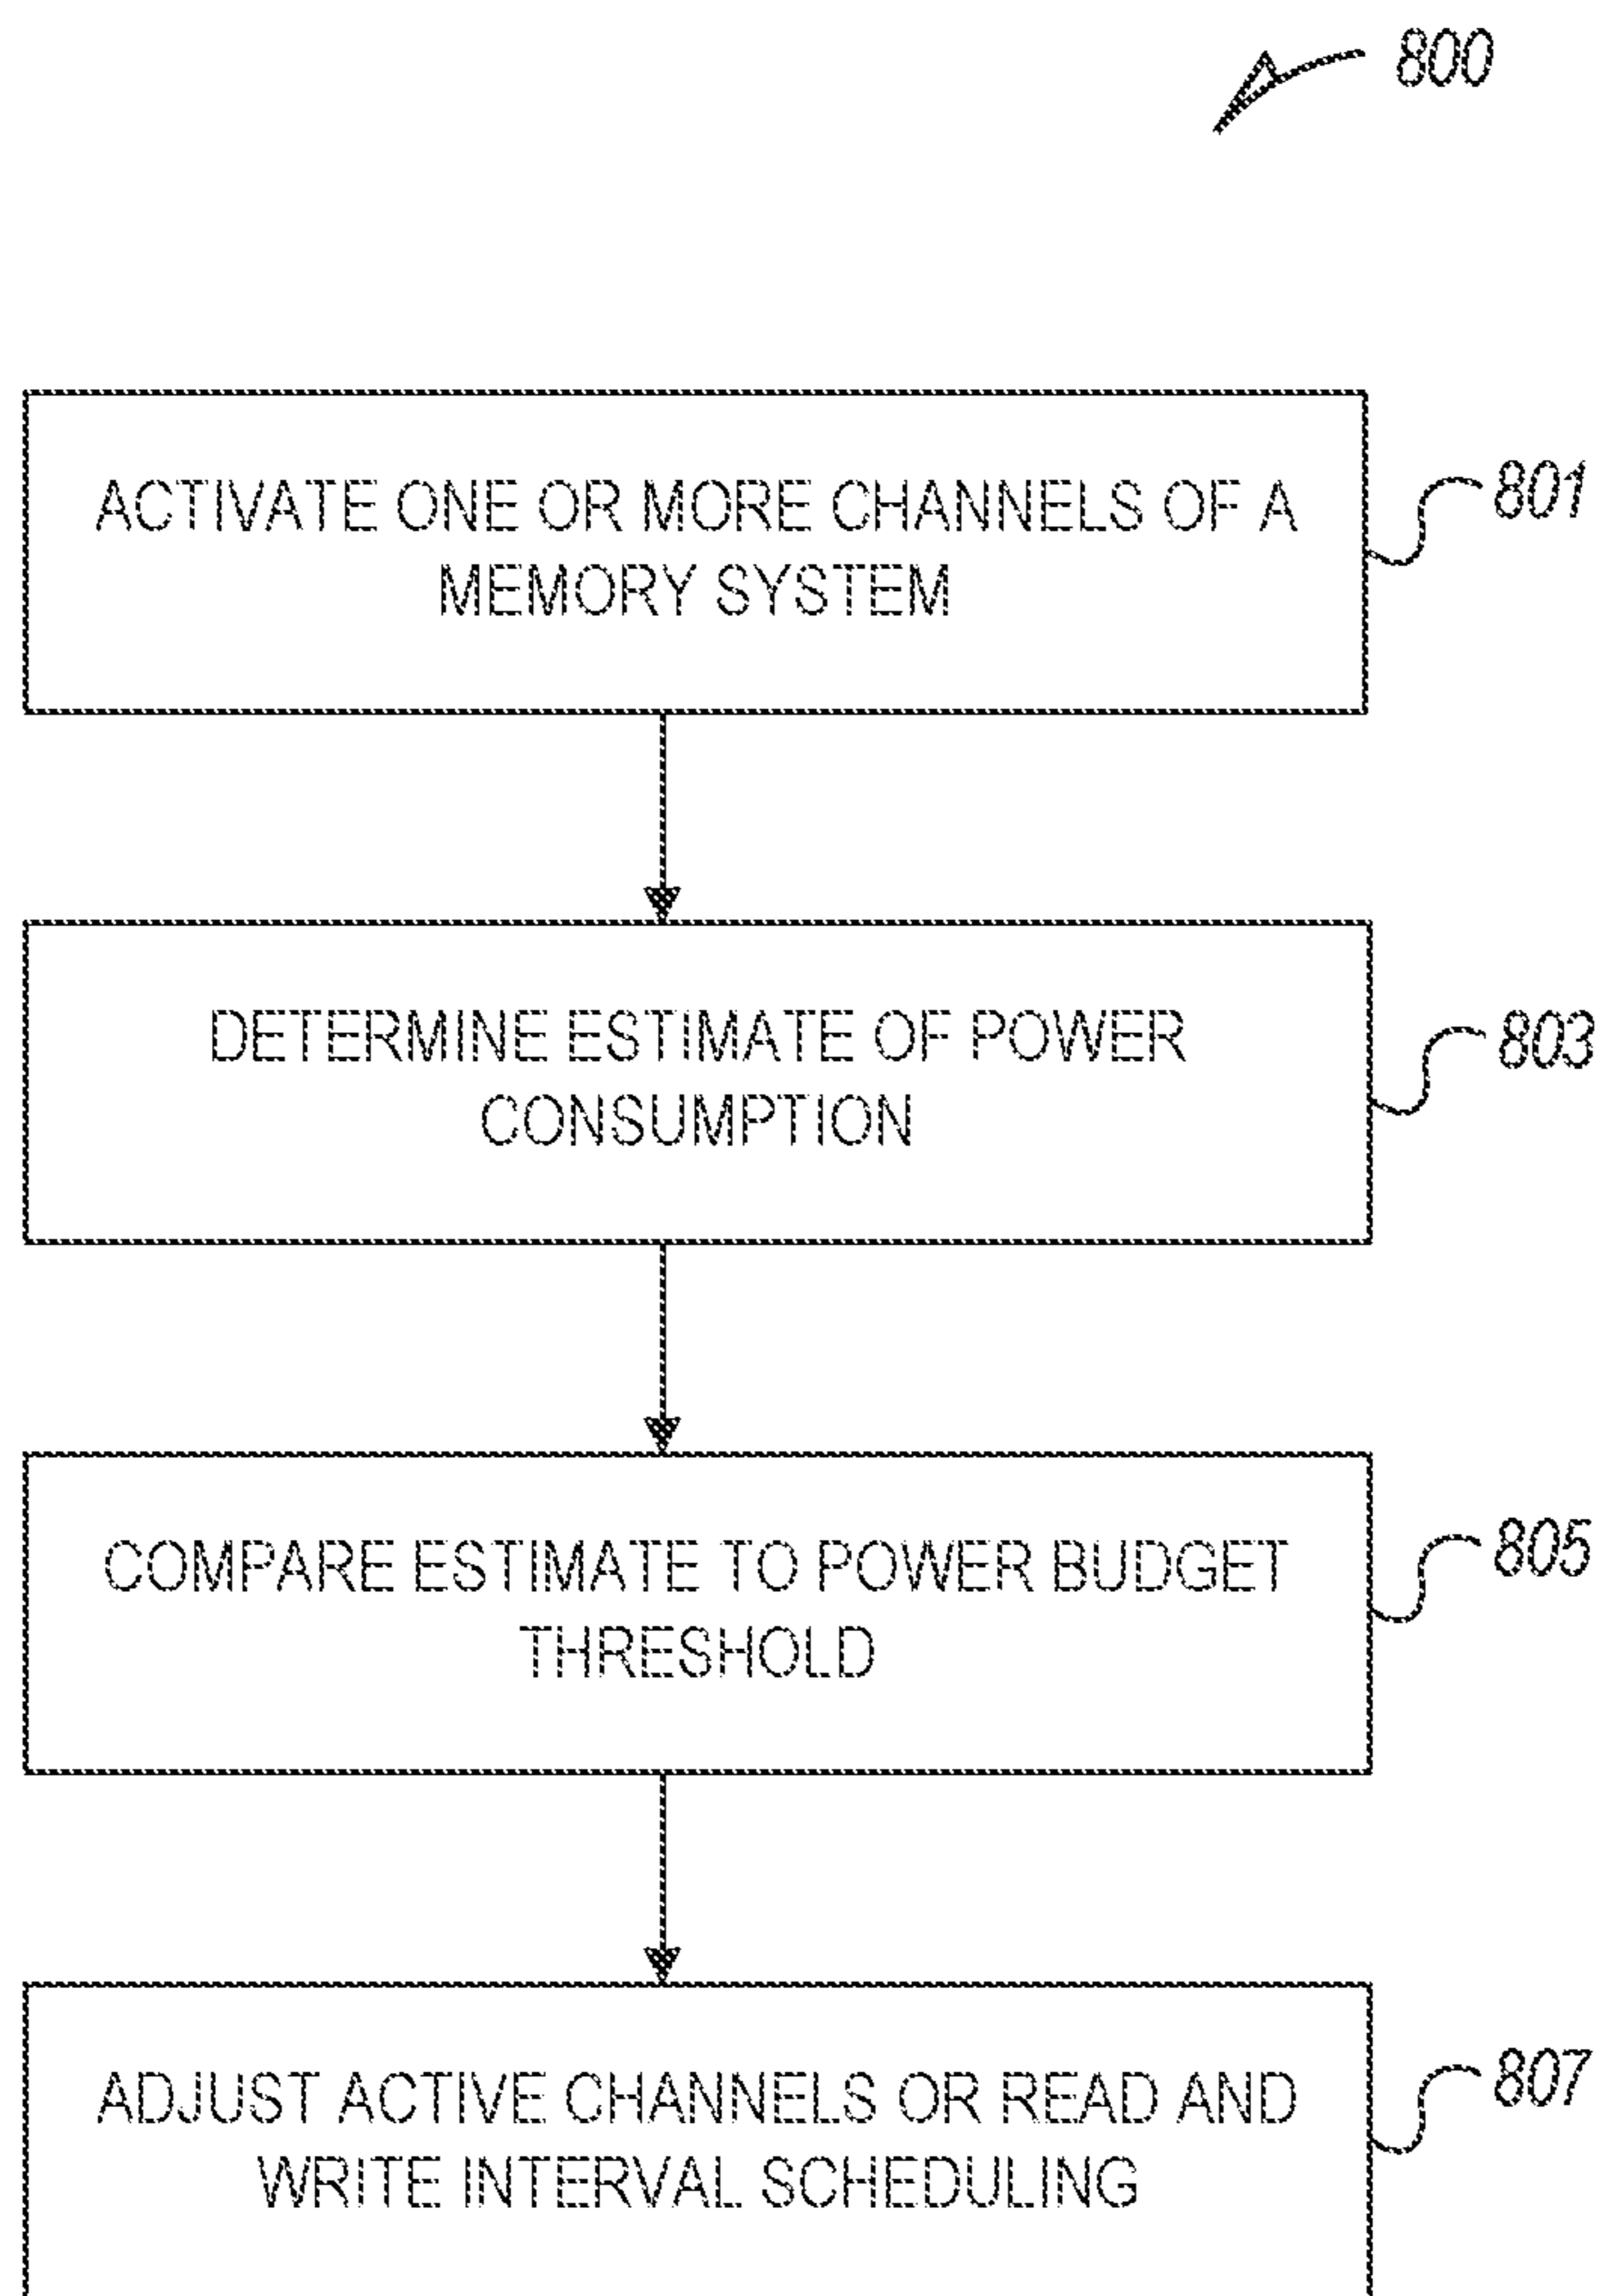 800
ACTIVATE ONE OR MORE CHANNELS OF A
MEMORY SYSTEM
801
DETERMINE ESTIMATE OF POWER
CONSUMPTION
803
COMPARE ESTIMATE TO POWER BUDGET
THRESHOLD
805
ADJUST ACTIVE CHANNELS OR READ AND
WRITE INTERVAL SCHEDULING
807